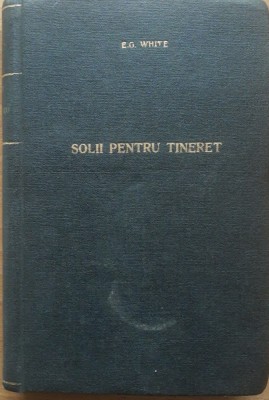 E.G. WHITE
SOLII PENTRU TINERET